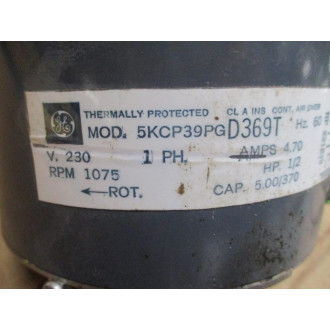 THERMALLY PROTECTED CL A INS CONT. AIR OVER
MOD. 5KCP39PGD369T Hz. 60
V. 230 1 PH. AMPS 4.70
RPM 1075 HP. 1/2
←ROT. CAP. 5.00/370